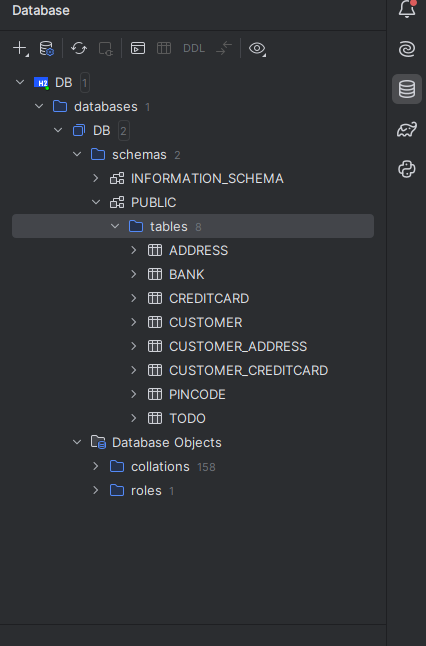 Database
DDL
H2 DB 1
databases 1
DB 2
schemas 2
INFORMATION_SCHEMA
PUBLIC
tables 8
ADDRESS
BANK
CREDITCARD
CUSTOMER
CUSTOMER_ADDRESS
CUSTOMER_CREDITCARD
PINCODE
TODO
Database Objects
collations 158
roles 1